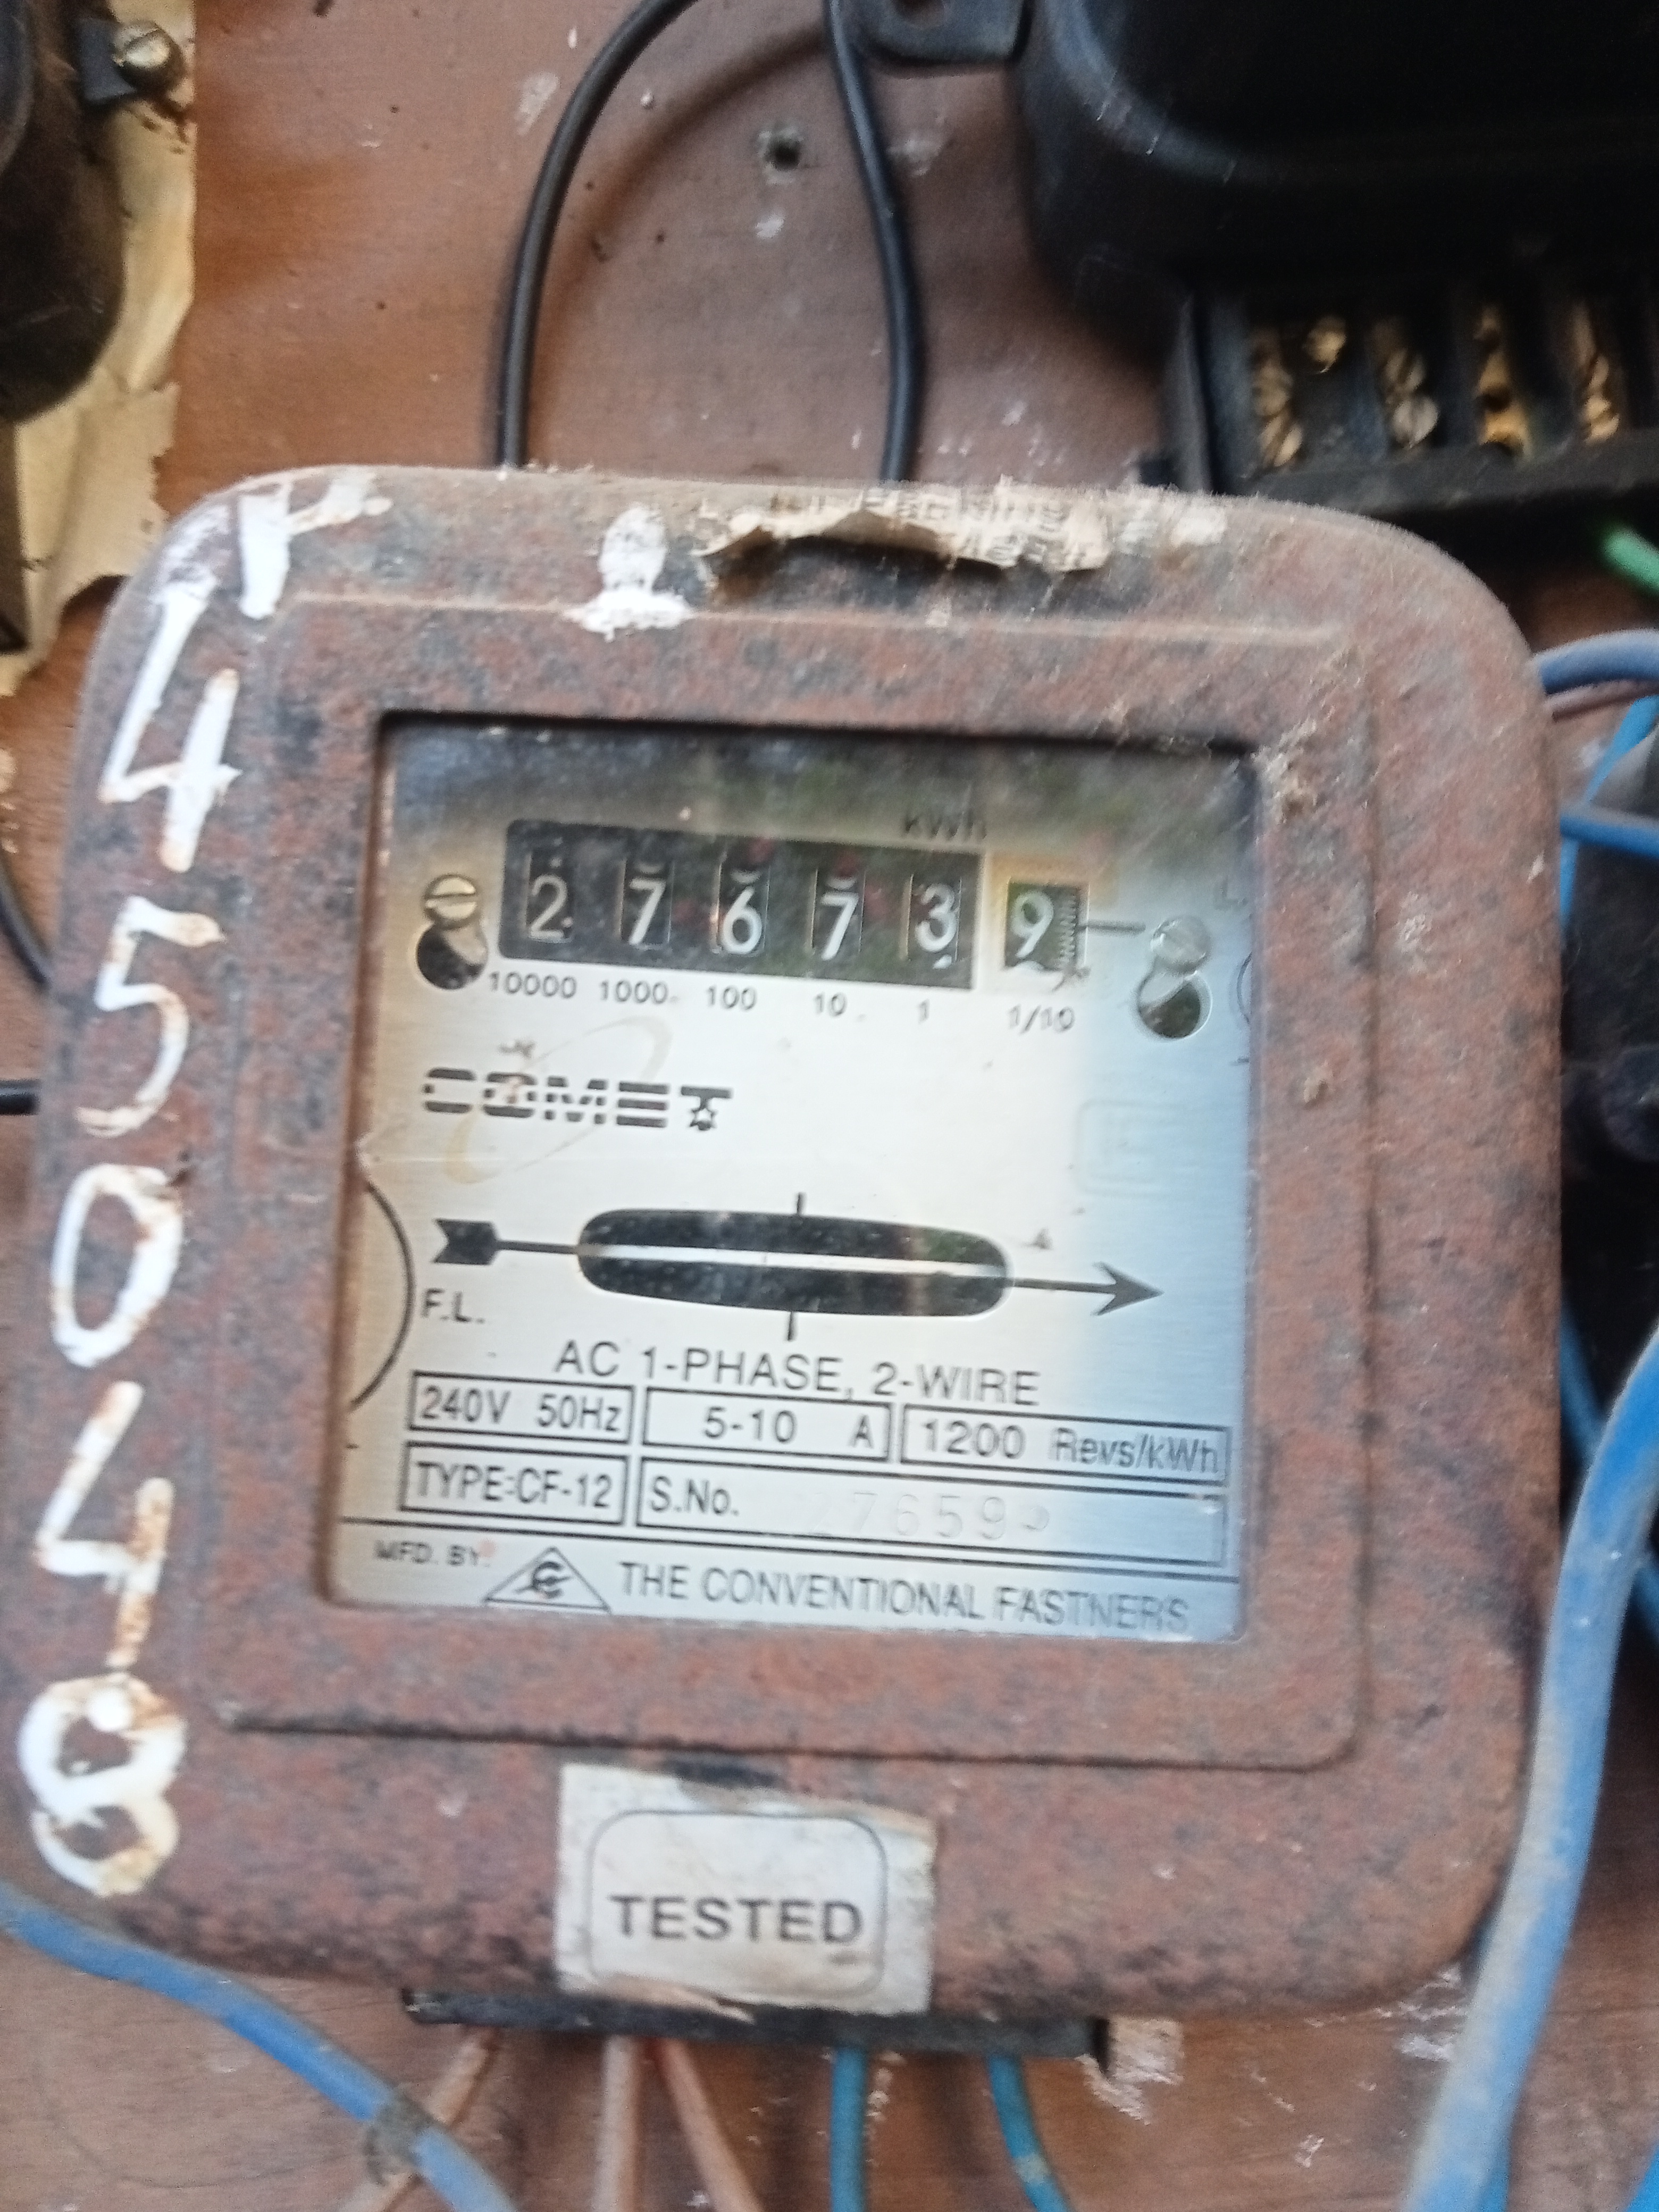 kWh
2 7 6 7 3 9
10000 1000 100 10 1 1/10
COMET
F.L.
AC 1-PHASE, 2-WIRE
240V 50Hz 5-10 A 1200 Revs/kWh
TYPE:CF-12 S.No.
MFD. BY: THE CONVENTIONAL FASTNERS
TESTED